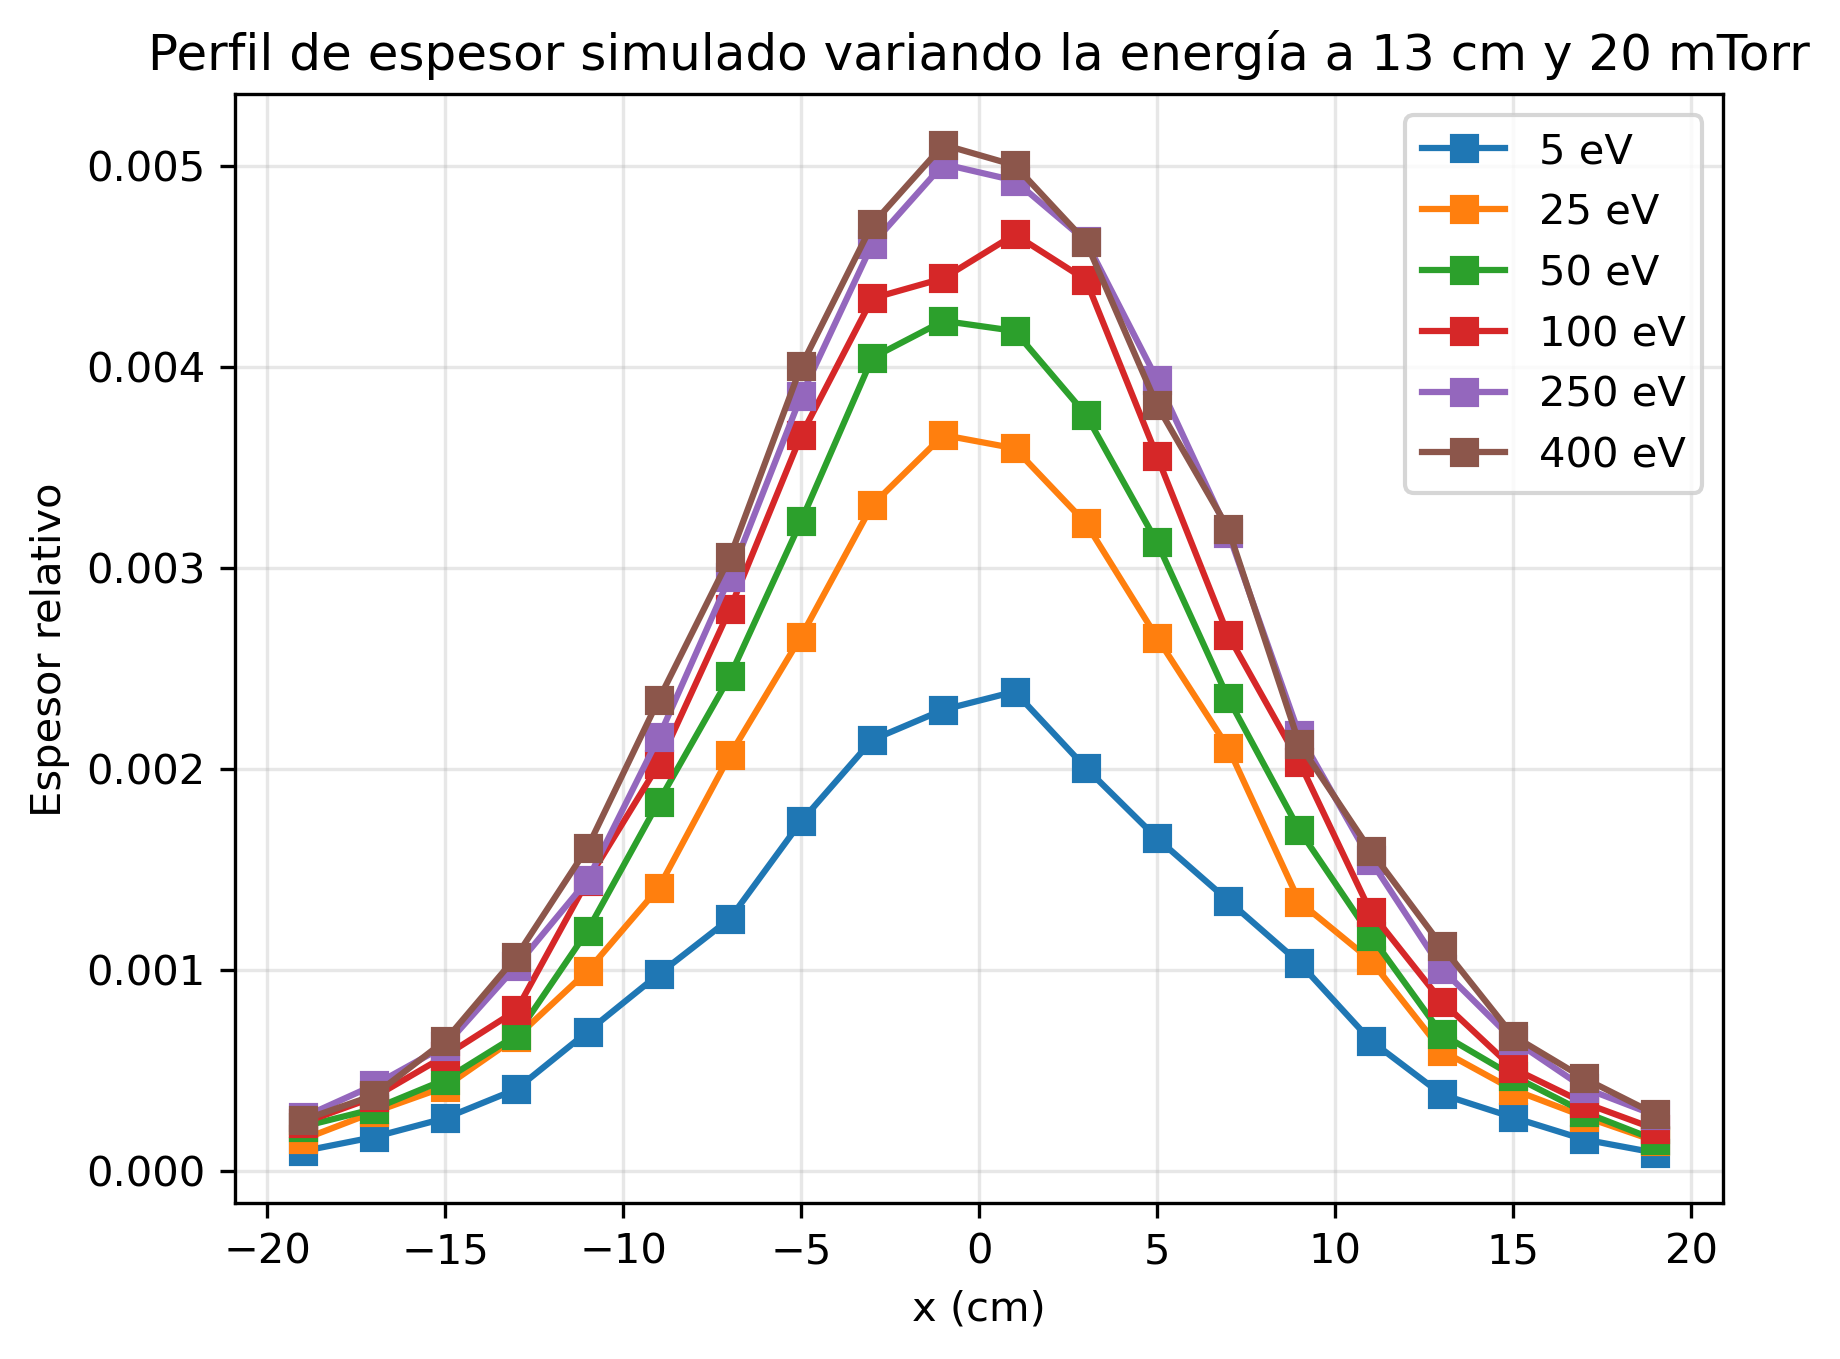 Perfil de espesor simulado variando la energía a 13 cm y 20 mTorr
5 eV
25 eV
50 eV
100 eV
250 eV
400 eV
Espesor relativo
0.005
0.004
0.003
0.002
0.001
0.000
−20 −15 −10 −5 0 5 10 15 20
x (cm)